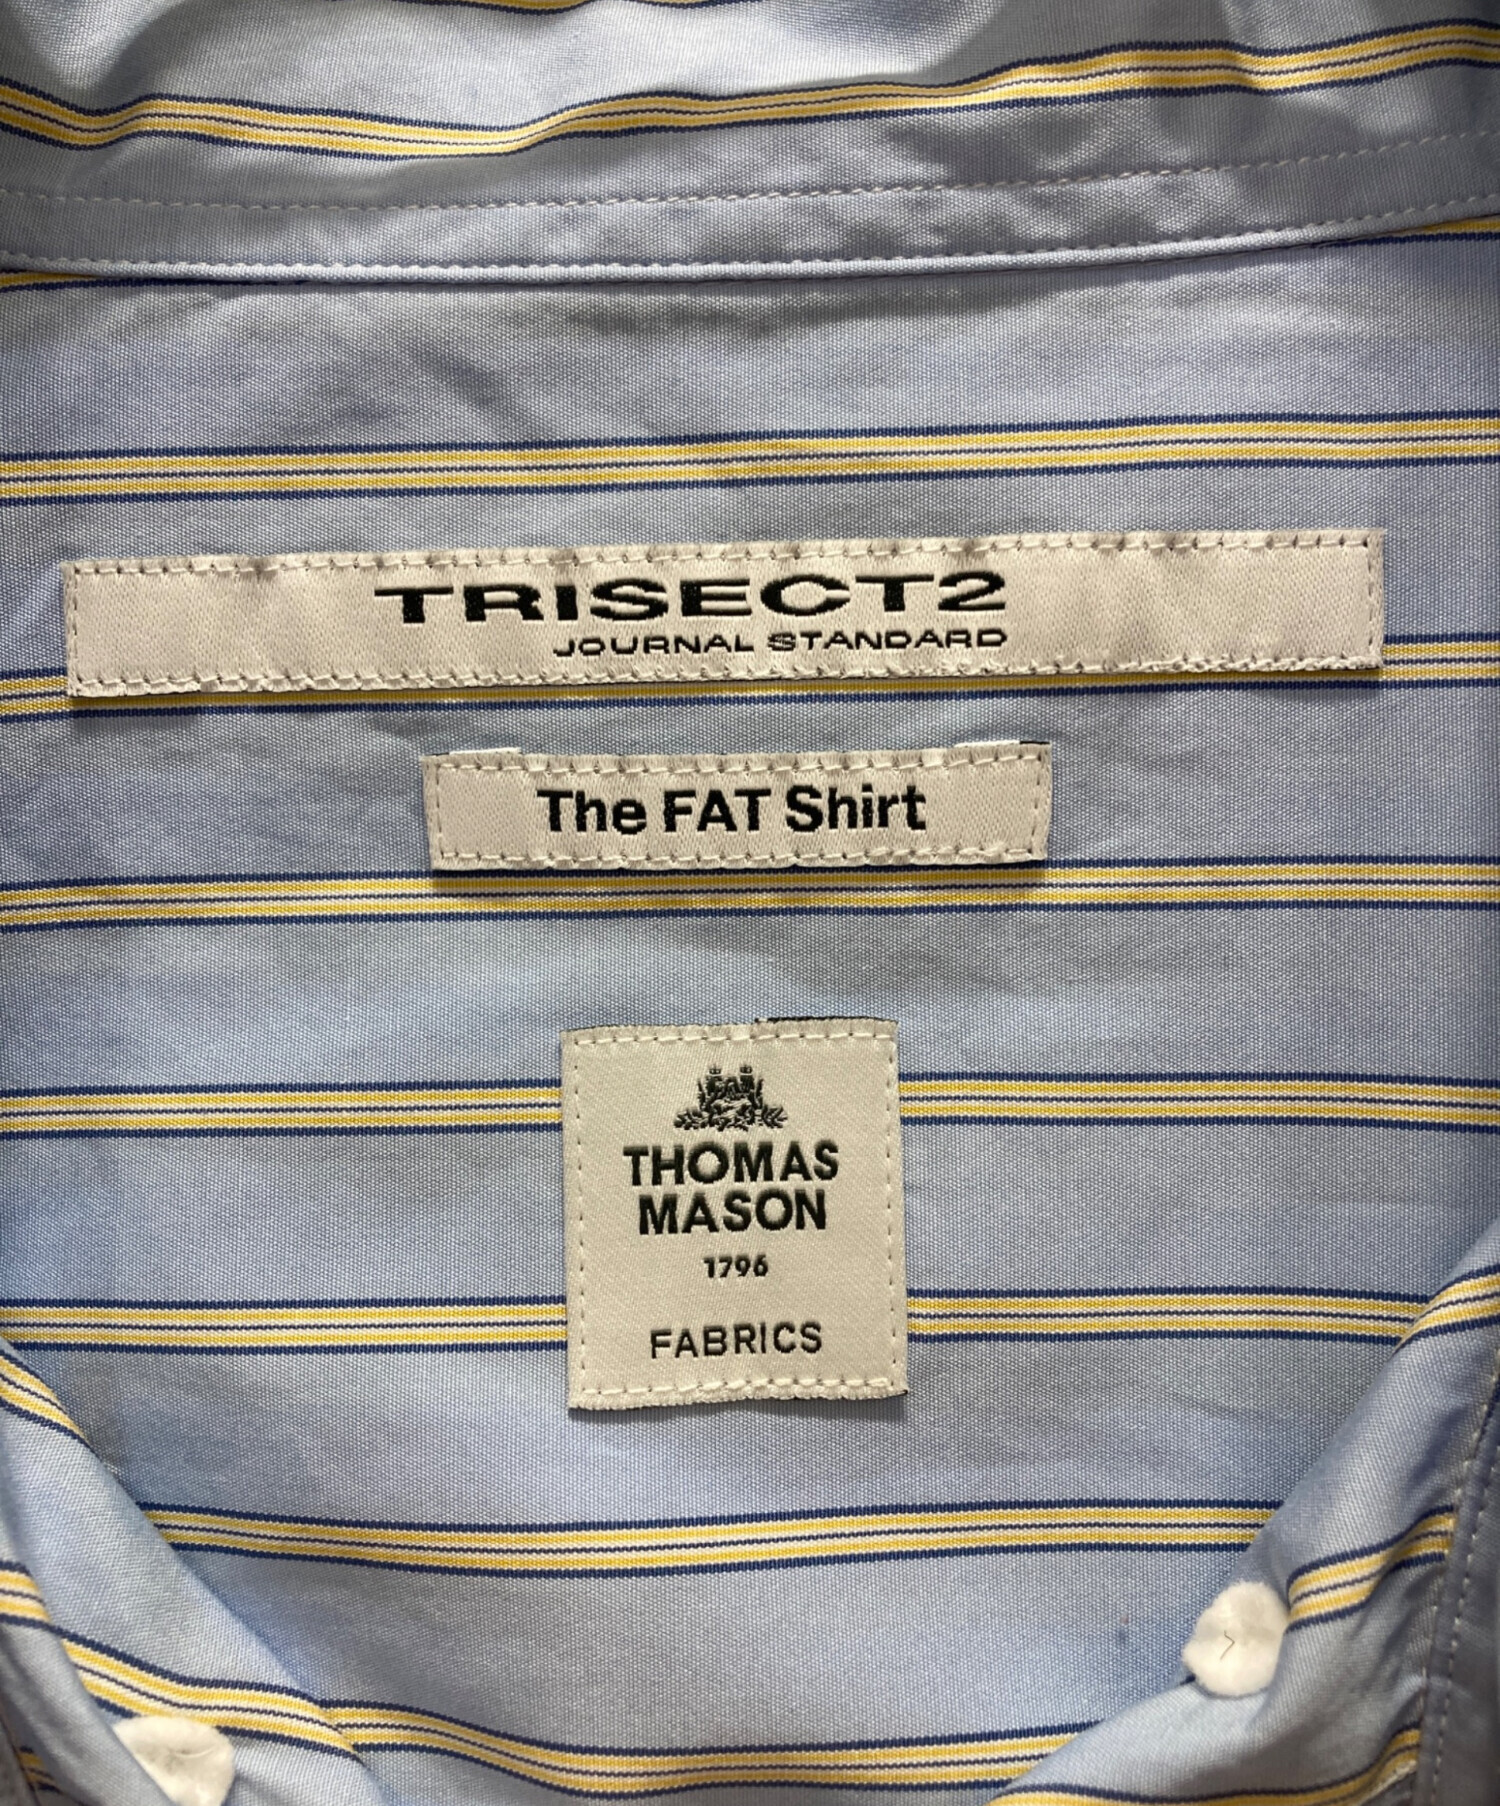 TRISECT2
JOURNAL STANDARD
The FAT Shirt
THOMAS
MASON
1796
FABRICS